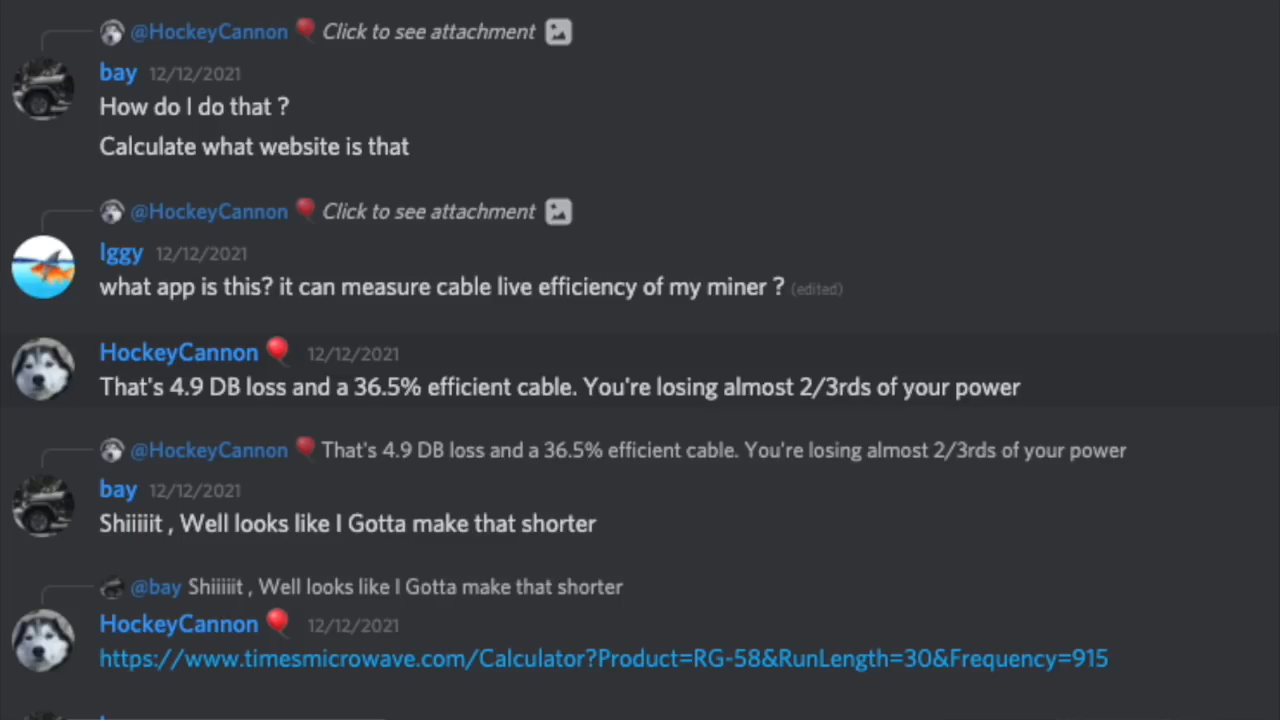 @HockeyCannon Click to see attachment
bay 12/12/2021
How do I do that ?
Calculate what website is that
@HockeyCannon Click to see attachment
Iggy 12/12/2021
what app is this? it can measure cable live efficiency of my miner ? (edited)
HockeyCannon 12/12/2021
That's 4.9 DB loss and a 36.5% efficient cable. You're losing almost 2/3rds of your power
@HockeyCannon That's 4.9 DB loss and a 36.5% efficient cable. You're losing almost 2/3rds of your power
bay 12/12/2021
Shiiiiit , Well looks like I Gotta make that shorter
@bay Shiiiiit , Well looks like I Gotta make that shorter
HockeyCannon 12/12/2021
https://www.timesmicrowave.com/Calculator?Product=RG-58&RunLength=30&Frequency=915